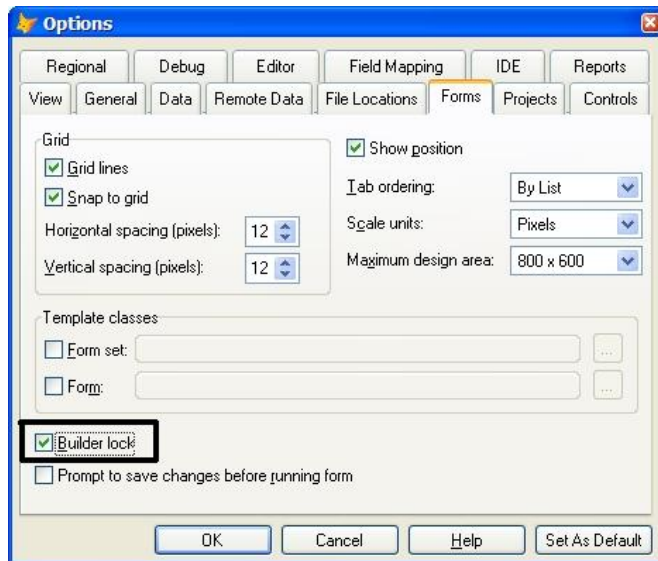 Options
Regional Debug Editor Field Mapping IDE Reports
View General Data Remote Data File Locations Forms Projects Controls
Grid
Grid lines
Snap to grid
Horizontal spacing (pixels): 12
Vertical spacing (pixels): 12
Show position
Tab ordering: By List
Scale units: Pixels
Maximum design area: 800 x 600
Template classes
Form set: ...
Form: ...
Builder lock
Prompt to save changes before running form
OK Cancel Help Set As Default